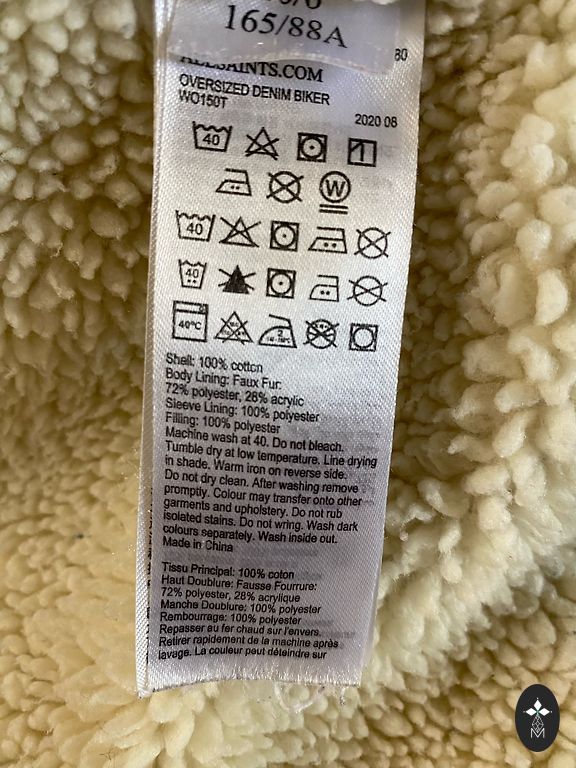 165/88A
80
ALLSAINTS.COM
OVERSIZED DENIM BIKER
WO150T
2020 08
40
1
W
40
40
40°C
Shell: 100% cotton
Body Lining: Faux Fur:
72% polyester, 28% acrylic
Sleeve Lining: 100% polyester
Filling: 100% polyester
Machine wash at 40. Do not bleach.
Tumble dry at low temperature. Line drying
in shade. Warm iron on reverse side.
Do not dry clean. After washing remove
promptly. Colour may transfer onto other
garments and upholstery. Do not rub
isolated stains. Do not wring. Wash dark
colours separately. Wash inside out.
Made in China
Tissu Principal: 100% coton
Haut Doublure: Fausse Fourrure:
72% polyester, 28% acrylique
Manche Doublure: 100% polyester
Rembourrage: 100% polyester
Repasser au fer chaud sur l'envers.
Retirer rapidement de la machine après
lavage. La couleur peut déteindre sur